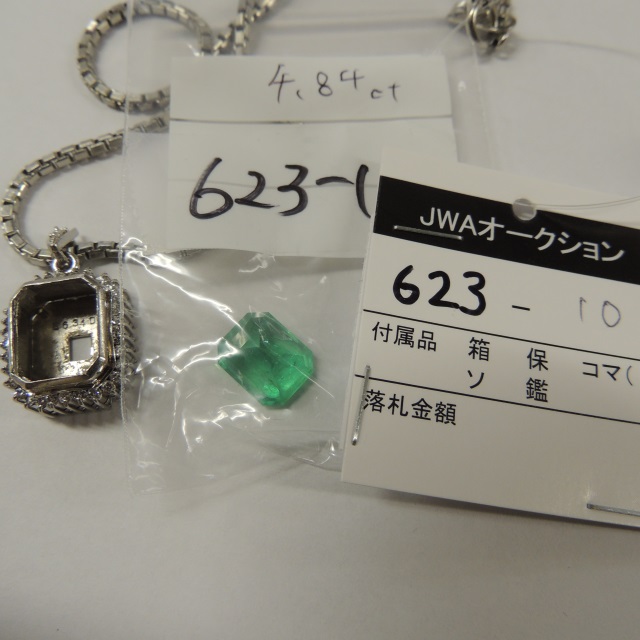 4.84ct
623-1
JWAオークション
623-10
付属品 箱 保 コマ(
ソ 鑑
落札金額